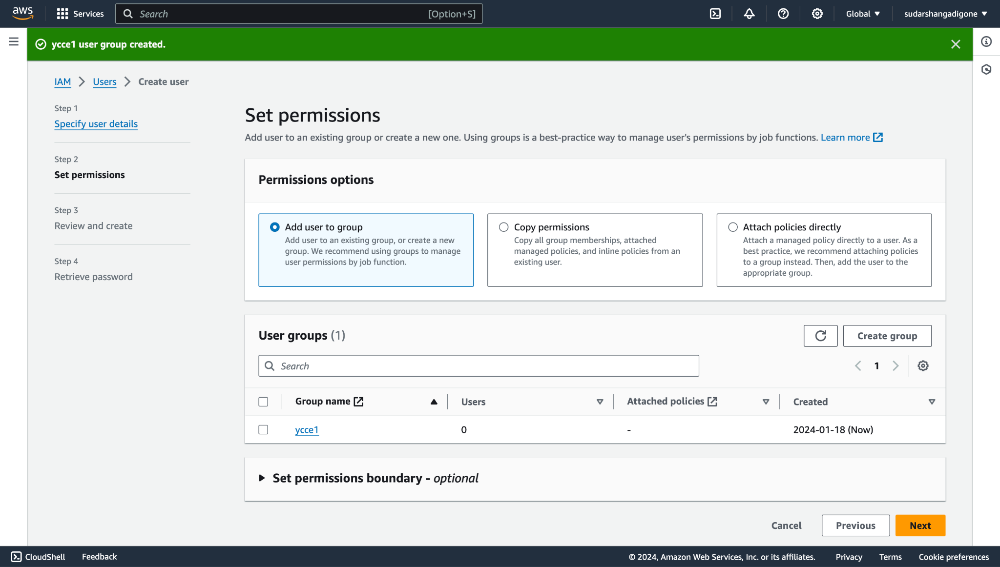 aws
Services
Search
[Option+S]
Global
sudarshangadigone
ycce1 user group created.
IAM
Users
Create user
Step 1
Specify user details
Step 2
Set permissions
Step 3
Review and create
Step 4
Retrieve password
Set permissions
Add user to an existing group or create a new one. Using groups is a best-practice way to manage user's permissions by job functions. Learn more
Permissions options
Add user to group
Add user to an existing group, or create a new
group. We recommend using groups to manage
user permissions by job function.
Copy permissions
Copy all group memberships, attached
managed policies, and inline policies from an
existing user.
Attach policies directly
Attach a managed policy directly to a user. As a
best practice, we recommend attaching policies
to a group instead. Then, add the user to the
appropriate group.
User groups (1)
Create group
Search
1
Group name
Users
Attached policies
Created
ycce1
0
-
2024-01-18 (Now)
Set permissions boundary - optional
Cancel
Previous
Next
CloudShell
Feedback
© 2024, Amazon Web Services, Inc. or its affiliates.
Privacy
Terms
Cookie preferences